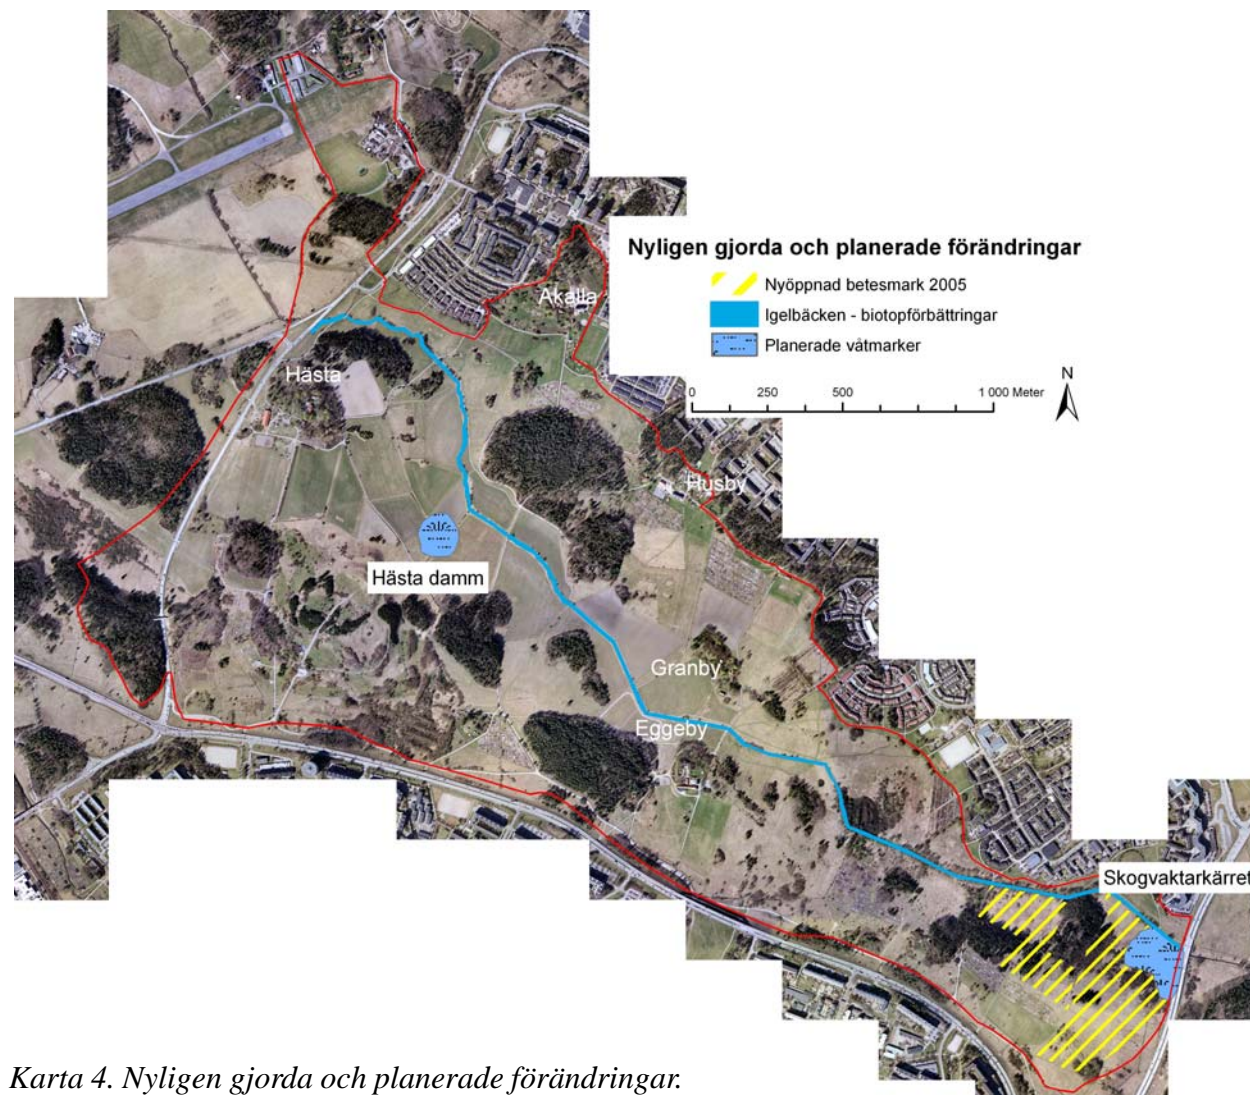 Nyligen gjorda och planerade förändringar
Nyöppnad betesmark 2005
Igelbäcken - biotopförbättringar
Planerade våtmarker
N
0 250 500 1 000 Meter
Akalla
Hästa
Husby
Hästa damm
Granby
Eggeby
Skogvaktarkärret
Karta 4. Nyligen gjorda och planerade förändringar.